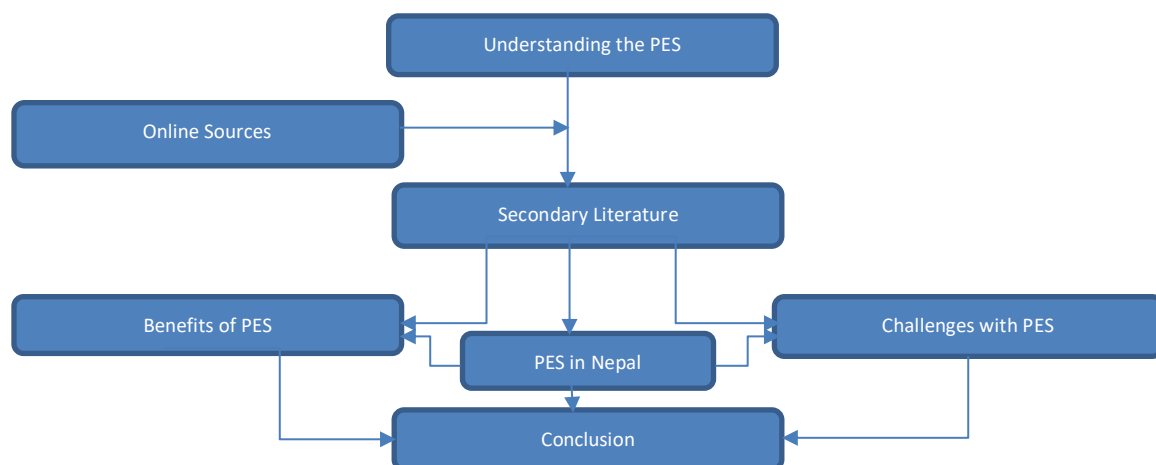 Understanding the PES
Online Sources
Secondary Literature
Benefits of PES
Challenges with PES
PES in Nepal
Conclusion